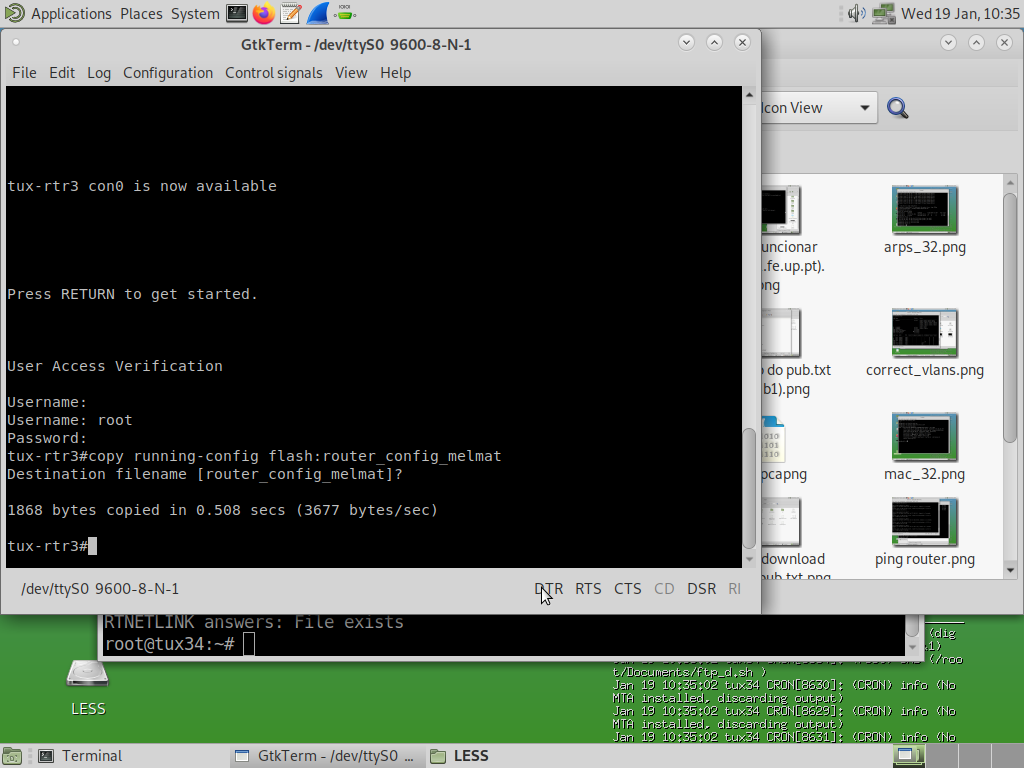 Applications Places System
Wed 19 Jan, 10:35
GtkTerm - /dev/ttyS0 9600-8-N-1
File Edit Log Configuration Control signals View Help
Icon View
tux-rtr3 con0 is now available
Press RETURN to get started.
User Access Verification
Username:
Username: root
Password:
tux-rtr3#copy running-config flash:router_config_melmat
Destination filename [router_config_melmat]?
1868 bytes copied in 0.508 secs (3677 bytes/sec)
tux-rtr3#
/dev/ttyS0 9600-8-N-1
DTR RTS CTS CD DSR RI
uncionar
.fe.up.pt).
png
arps_32.png
do pub.txt
b1).png
correct_vlans.png
pcapng
mac_32.png
download
pub.txt.png
ping router.png
RTNETLINK answers: File exists
root@tux34:~#
LESS
(dig
(/roo
t/Documents/ftp_d.sh )
Jan 19 10:35:02 tux34 CRON[8630]: (CRON) info (No
MTA installed, discarding output)
Jan 19 10:35:02 tux34 CRON[8629]: (CRON) info (No
MTA installed, discarding output)
Jan 19 10:35:02 tux34 CRON[8631]: (CRON) info (No
Terminal
GtkTerm - /dev/ttyS0 ...
LESS